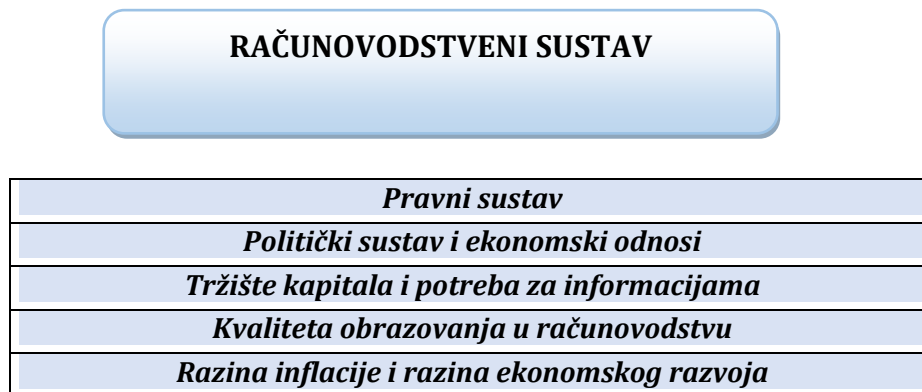 RAČUNOVODSTVENI SUSTAV
Pravni sustav
Politički sustav i ekonomski odnosi
Tržište kapitala i potreba za informacijama
Kvaliteta obrazovanja u računovodstvu
Razina inflacije i razina ekonomskog razvoja